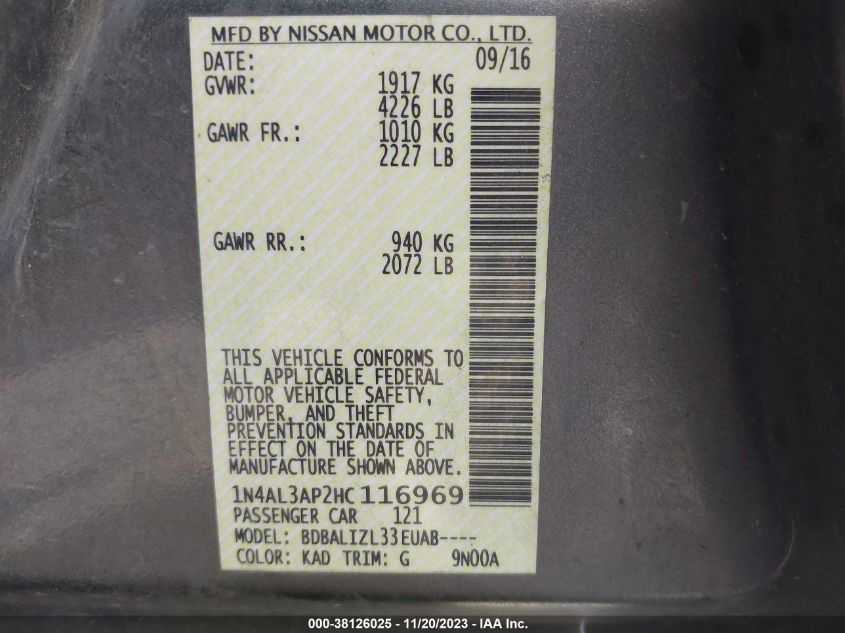 MFD BY NISSAN MOTOR CO., LTD.
DATE: 09/16
GVWR: 1917 KG
4226 LB
GAWR FR.: 1010 KG
2227 LB
GAWR RR.: 940 KG
2072 LB
THIS VEHICLE CONFORMS TO
ALL APPLICABLE FEDERAL
MOTOR VEHICLE SAFETY,
BUMPER, AND THEFT
PREVENTION STANDARDS IN
EFFECT ON THE DATE OF
MANUFACTURE SHOWN ABOVE.
1N4AL3AP2HC116969
PASSENGER CAR 121
MODEL: BDBALIZL33EUAB----
COLOR: KAD TRIM: G 9N00A
000-38126025 - 11/20/2023 - IAA Inc.